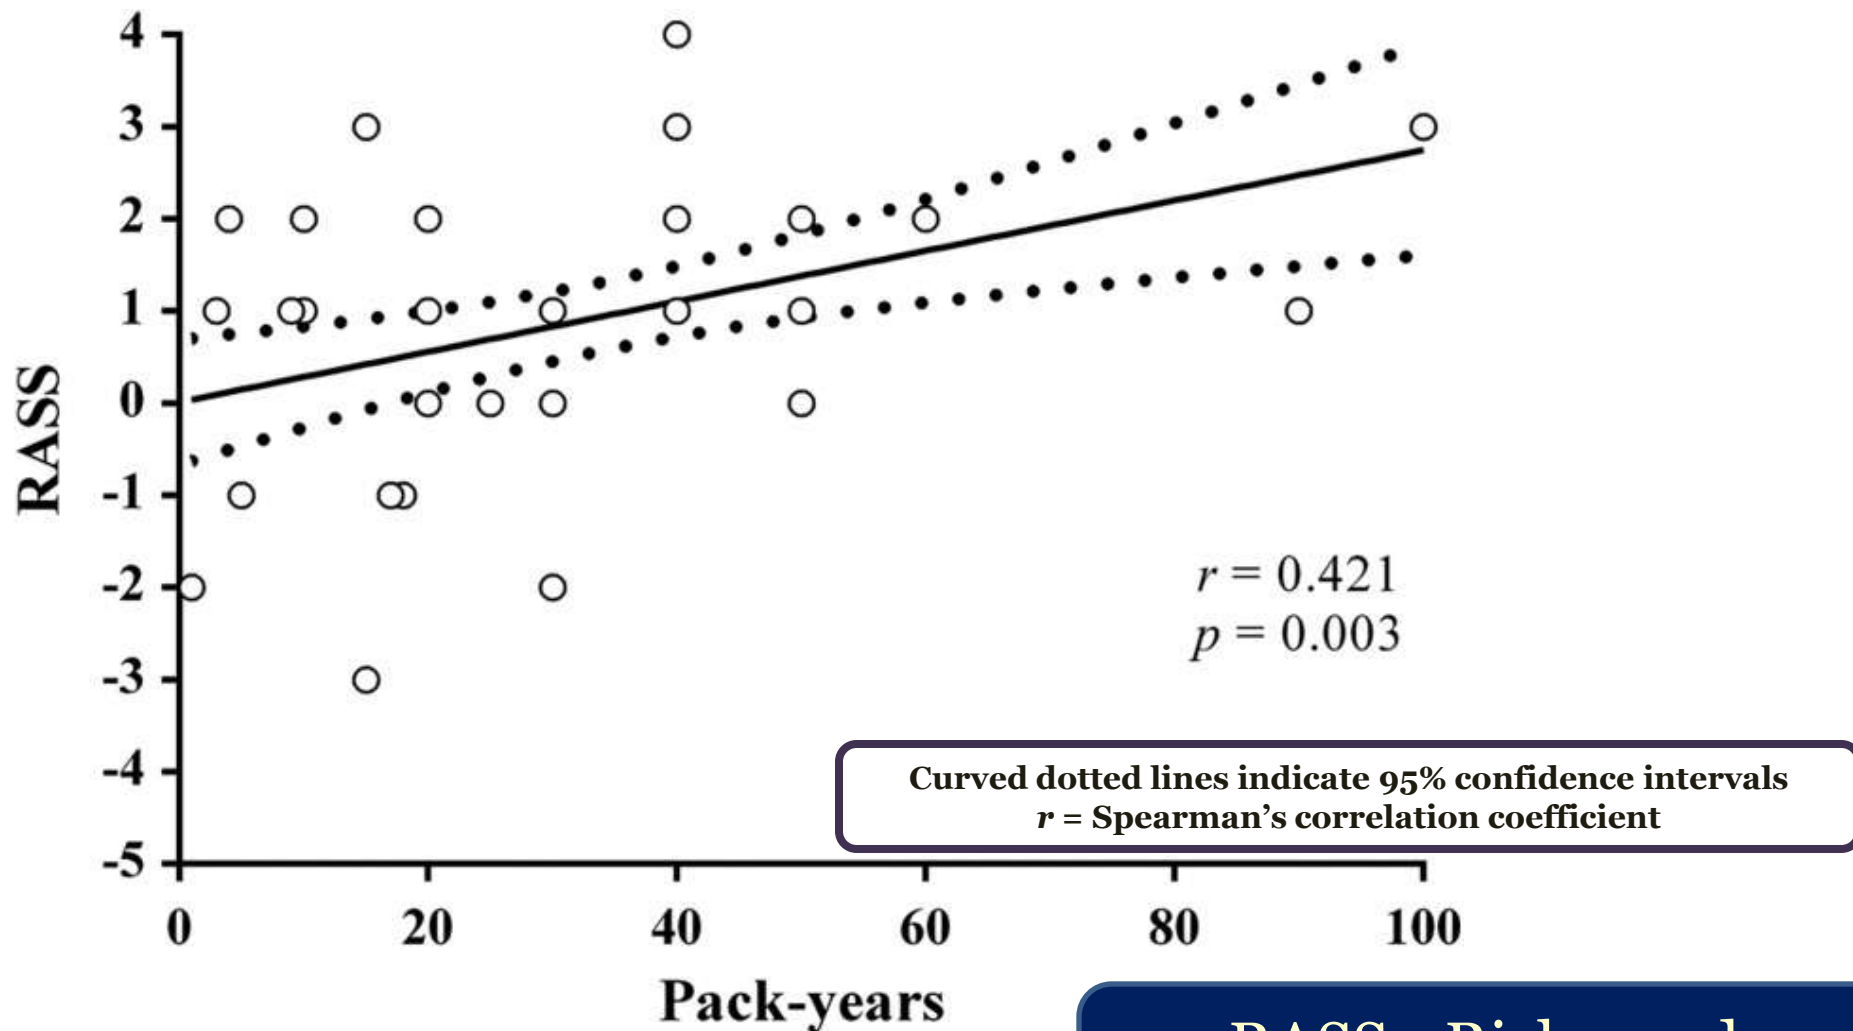 4
3
2
1
0
-1
-2
-3
-4
-5
RASS
r = 0.421
p = 0.003
Curved dotted lines indicate 95% confidence intervals
r = Spearman’s correlation coefficient
0 20 40 60 80 100
Pack-years